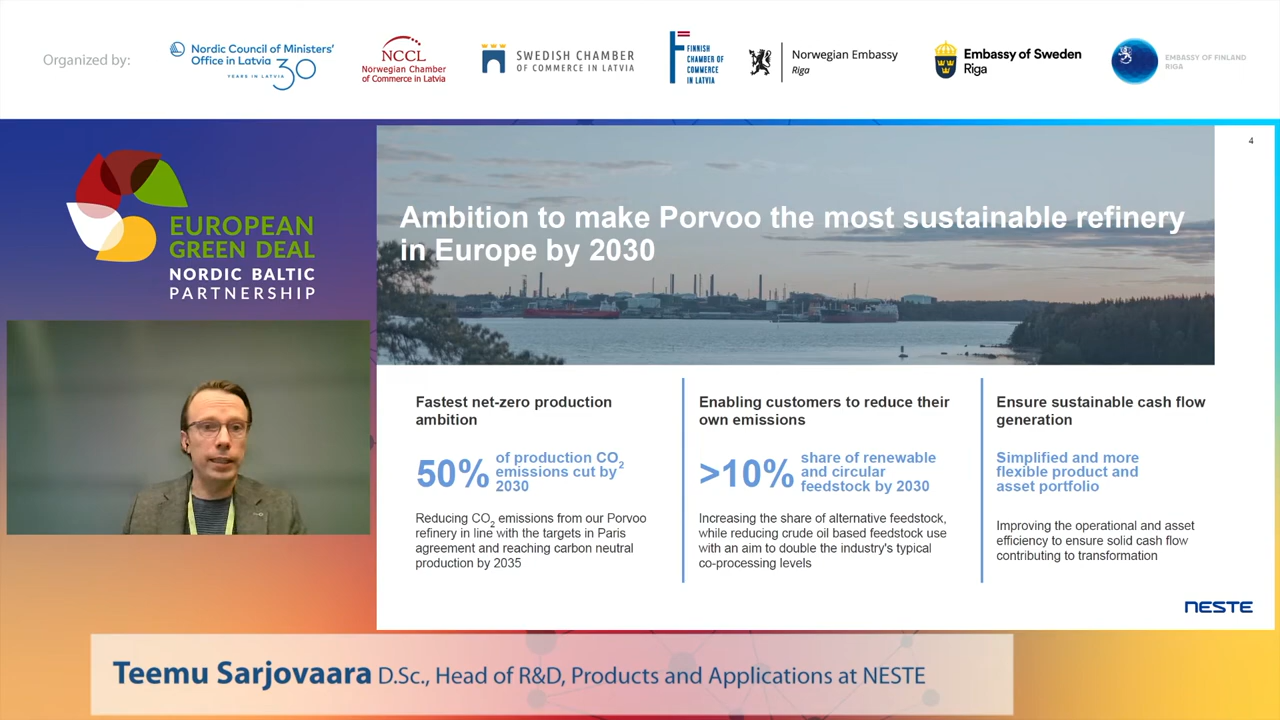 Organized by:
Nordic Council of Ministers'
Office in Latvia
YEARS IN LATVIA 30
NCCL
Norwegian Chamber
of Commerce in Latvia
SWEDISH CHAMBER
OF COMMERCE IN LATVIA
FINNISH
CHAMBER OF
COMMERCE
IN LATVIA
Norwegian Embassy
Riga
Embassy of Sweden
Riga
EMBASSY OF FINLAND
RIGA
EUROPEAN
GREEN DEAL
NORDIC BALTIC
PARTNERSHIP
4
Ambition to make Porvoo the most sustainable refinery
in Europe by 2030
Fastest net-zero production
ambition
50% of production CO2
emissions cut by
2030
Reducing CO2 emissions from our Porvoo
refinery in line with the targets in Paris
agreement and reaching carbon neutral
production by 2035
Enabling customers to reduce their
own emissions
>10% share of renewable
and circular
feedstock by 2030
Increasing the share of alternative feedstock,
while reducing crude oil based feedstock use
with an aim to double the industry's typical
co-processing levels
Ensure sustainable cash flow
generation
Simplified and more
flexible product and
asset portfolio
Improving the operational and asset
efficiency to ensure solid cash flow
contributing to transformation
NESTE
Teemu Sarjovaara D.Sc., Head of R&D, Products and Applications at NESTE